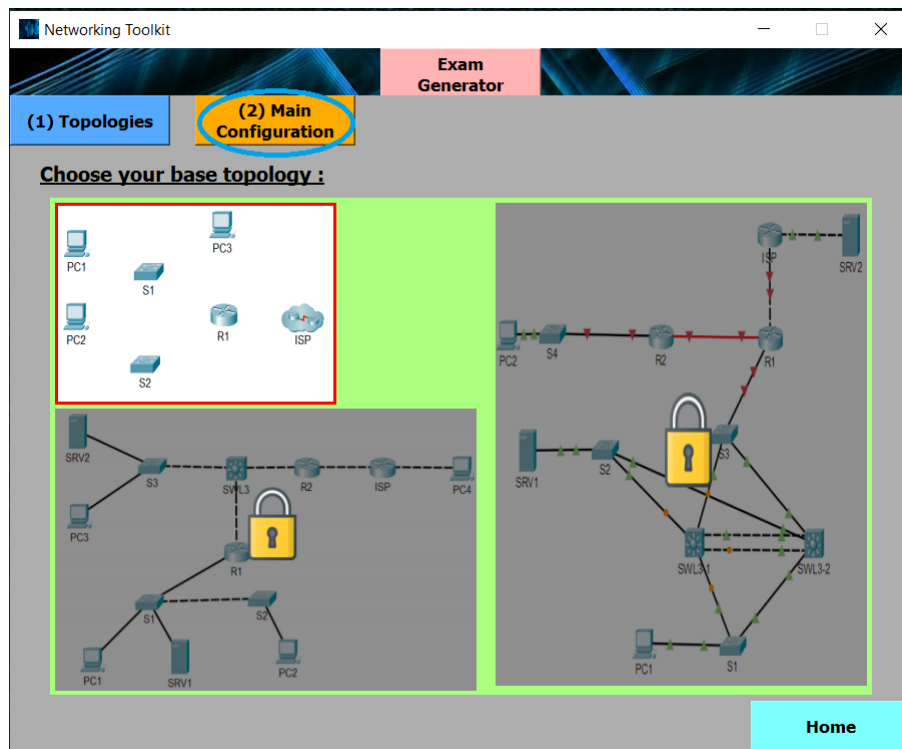 Networking Toolkit
Exam
Generator
(1) Topologies
(2) Main
Configuration
Choose your base topology :
PC3
PC1
S1
PC2
R1
ISP
S2
ISP
SRV2
PC2
S4
R2
R1
S3
SRV1
S2
SWL3-1
SWL3-2
PC1
S1
SRV2
S3
SWL3
R2
ISP
PC4
PC3
R1
S1
S2
PC1
SRV1
PC2
Home